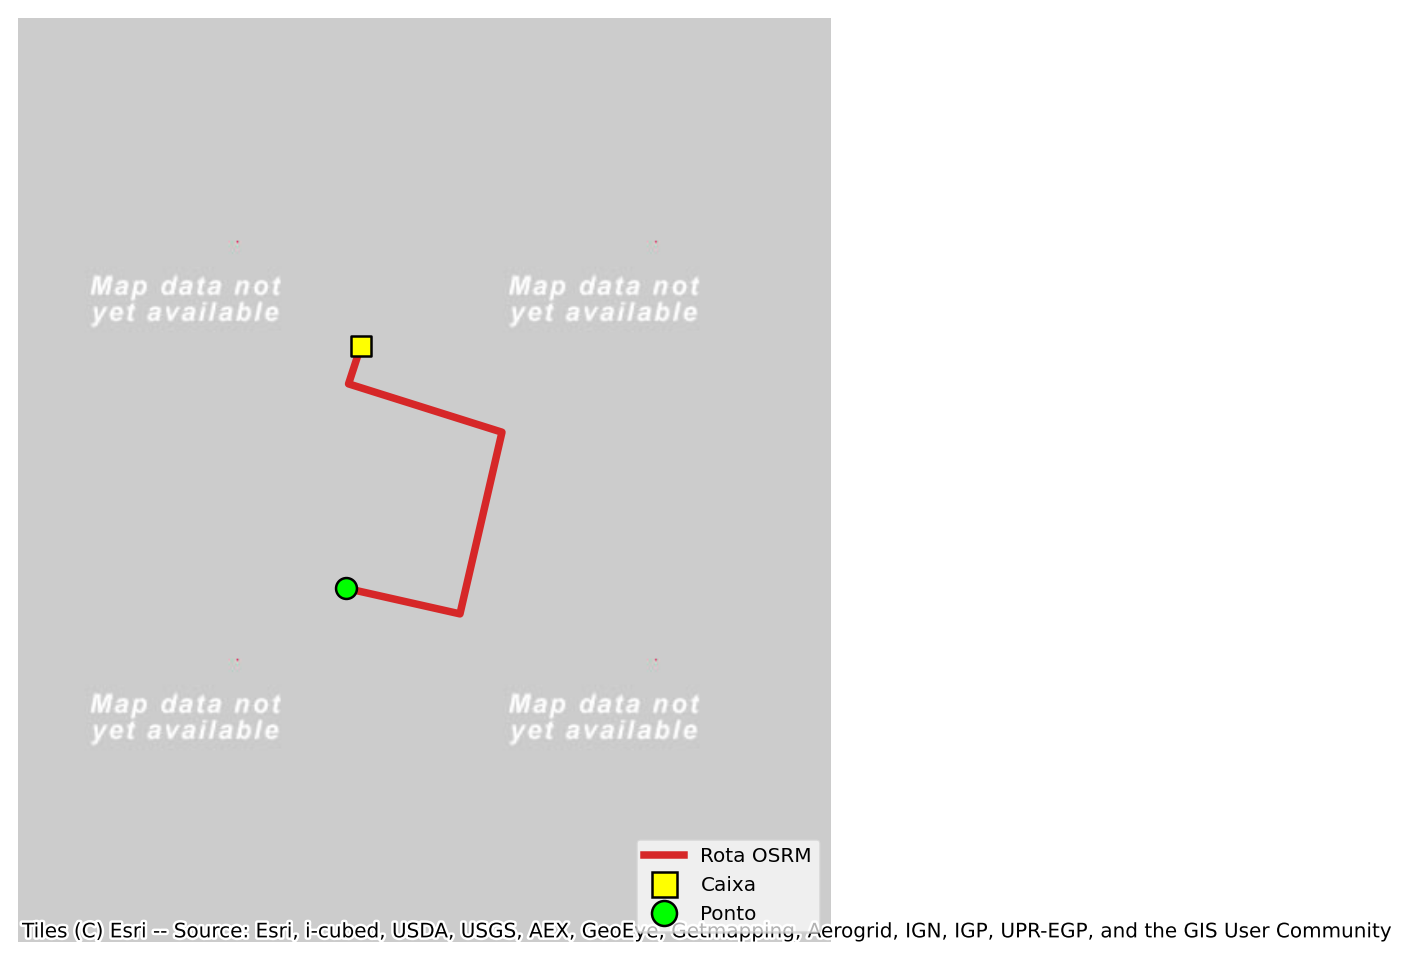 Map data not
yet available
Map data not
yet available
Map data not
yet available
Map data not
yet available
Rota OSRM
Caixa
Ponto
Tiles (C) Esri -- Source: Esri, i-cubed, USDA, USGS, AEX, GeoEye, Getmapping, Aerogrid, IGN, IGP, UPR-EGP, and the GIS User Community